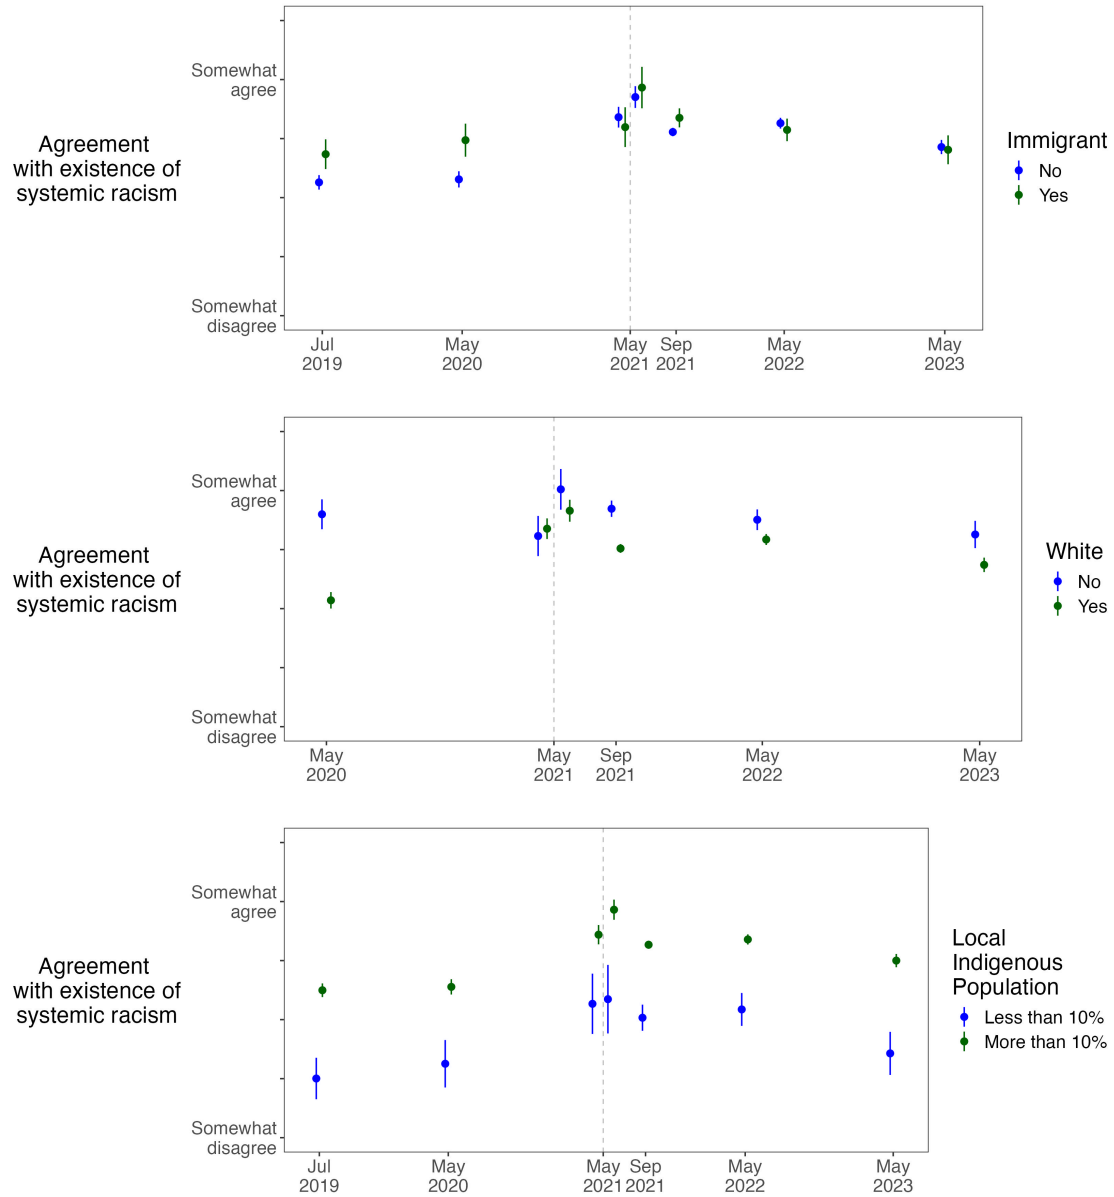 Somewhat
agree
Agreement
with existence of
systemic racism
Somewhat
disagree
Jul
2019
May
2020
May
2021
Sep
2021
May
2022
May
2023
Immigrant
No
Yes
Somewhat
agree
Agreement
with existence of
systemic racism
Somewhat
disagree
May
2020
May
2021
Sep
2021
May
2022
May
2023
White
No
Yes
Somewhat
agree
Agreement
with existence of
systemic racism
Somewhat
disagree
Jul
2019
May
2020
May
2021
Sep
2021
May
2022
May
2023
Local
Indigenous
Population
Less than 10%
More than 10%